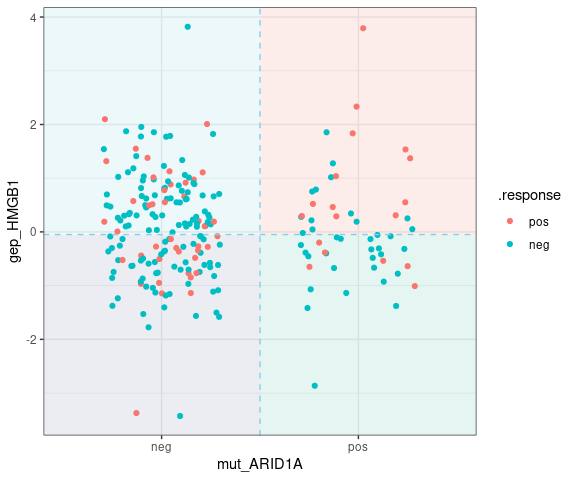 4
2
0
-2
gep_HMGB1
neg
pos
mut_ARID1A
.response
pos
neg